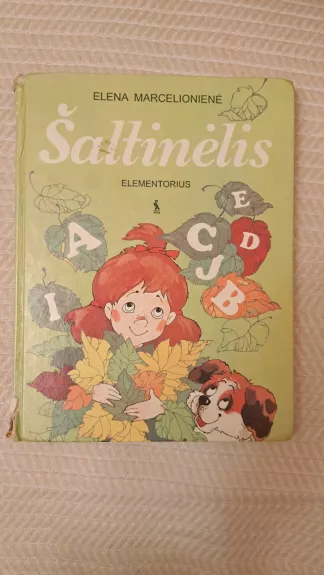 ELENA MARCELIONIENĖ
Šaltinėlis
ELEMENTORIUS
A
E
C
D
J
I
B